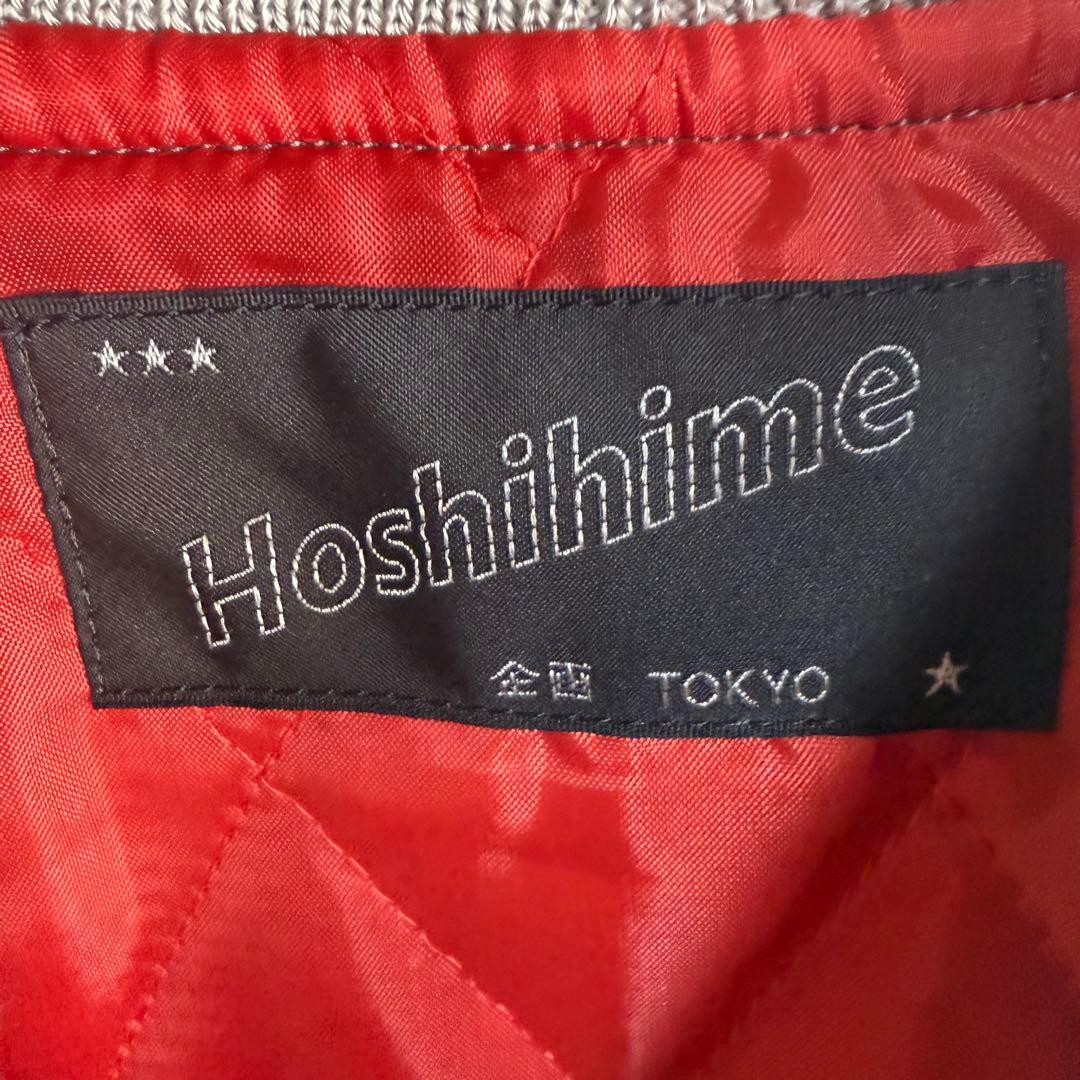 ★★★
Hoshihime
企画 TOKYO ★